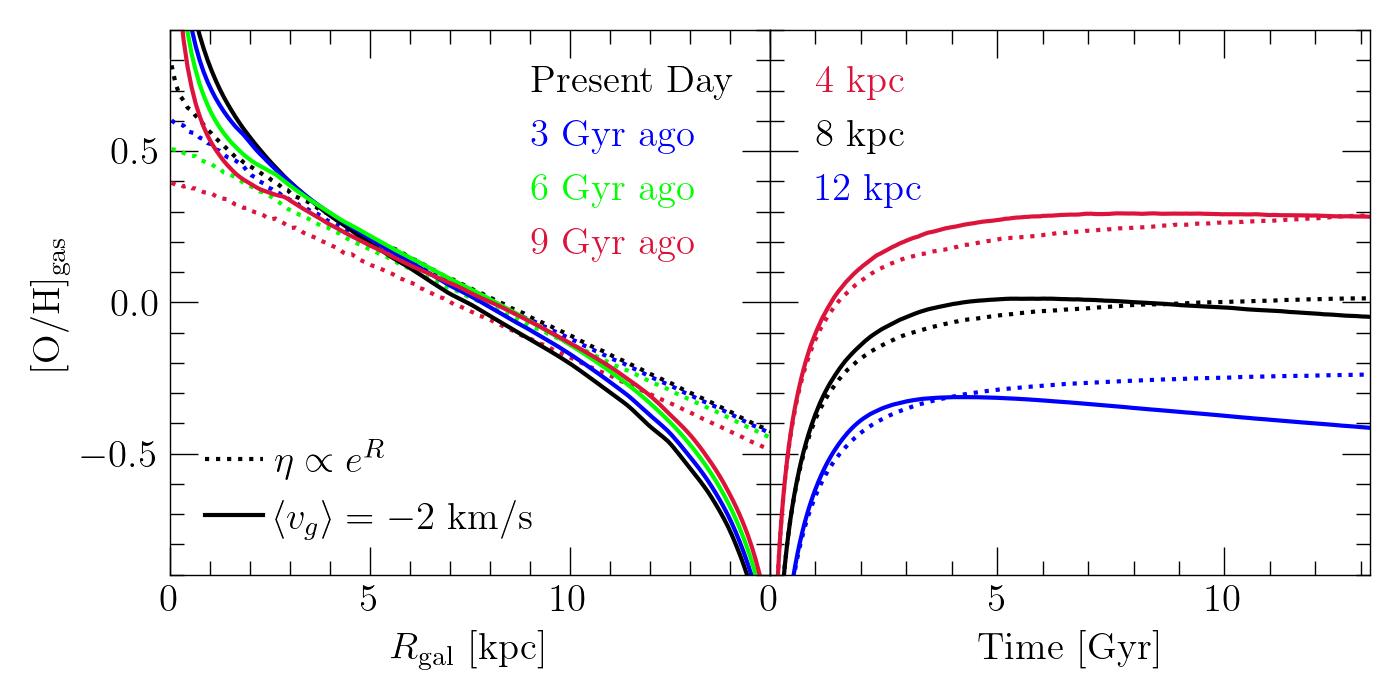 Present Day
3 Gyr ago
6 Gyr ago
9 Gyr ago
4 kpc
8 kpc
12 kpc
0.5
0.0
−0.5
[O/H]gas
η ∝ e^R
⟨v_g⟩ = −2 km/s
0 5 10
0 5 10
R_gal [kpc]
Time [Gyr]